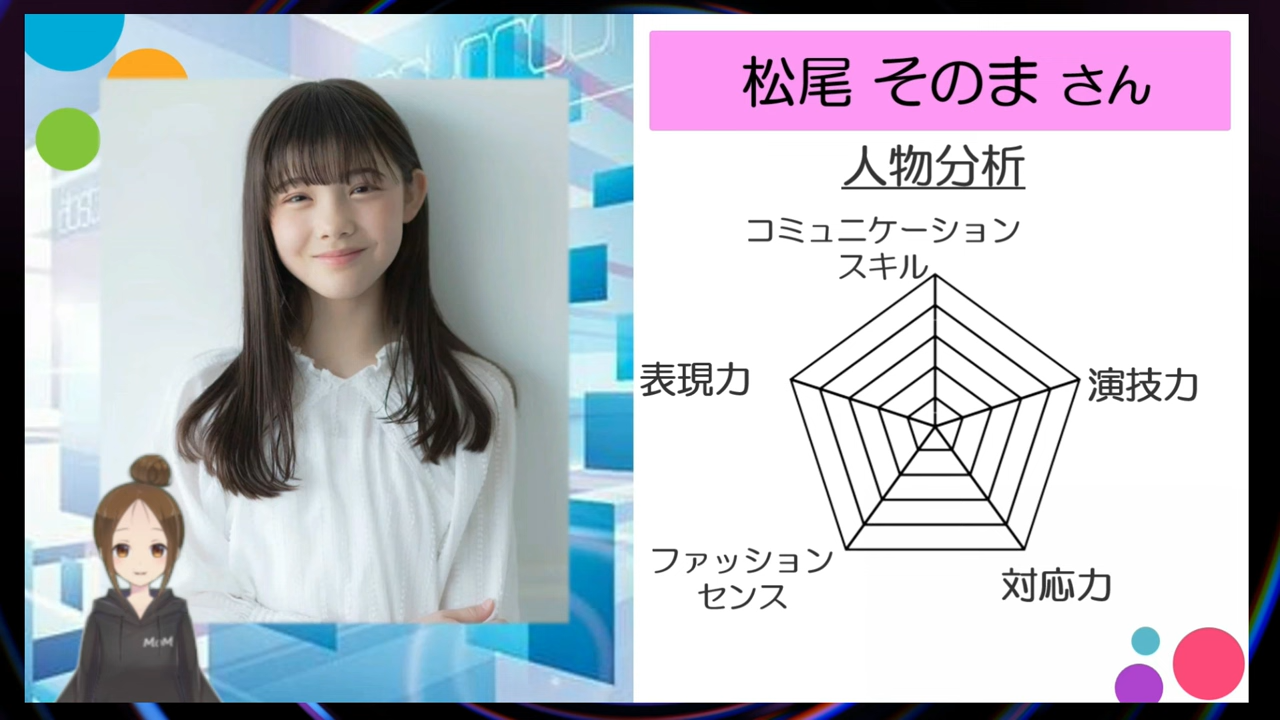 松尾 そのま さん
人物分析
コミュニケーション
スキル
表現力
演技力
ファッション
センス
対応力